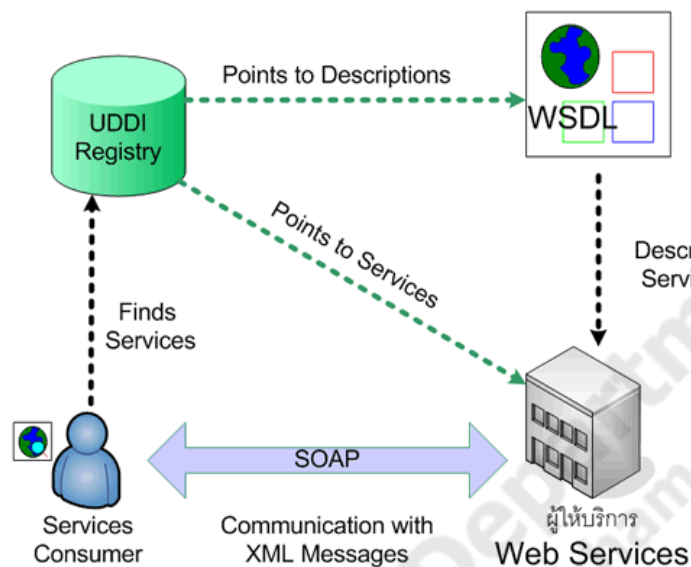 Points to Descriptions
UDDI
Registry
WSDL
Points to Services
Finds
Services
SOAP
Services
Consumer
Communication with
XML Messages
ผู้ให้บริการ
Web Services